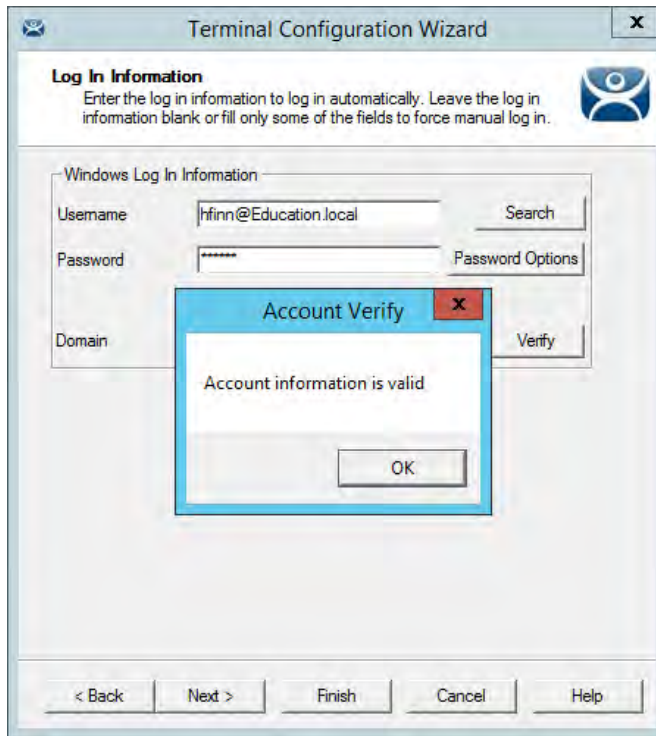 Terminal Configuration Wizard
x
Log In Information
Enter the log in information to log in automatically. Leave the log in
information blank or fill only some of the fields to force manual log in.
Windows Log In Information
Username hfinn@Education.local Search
Password ****** Password Options
Account Verify x
Domain Verify
Account information is valid
OK
< Back Next > Finish Cancel Help